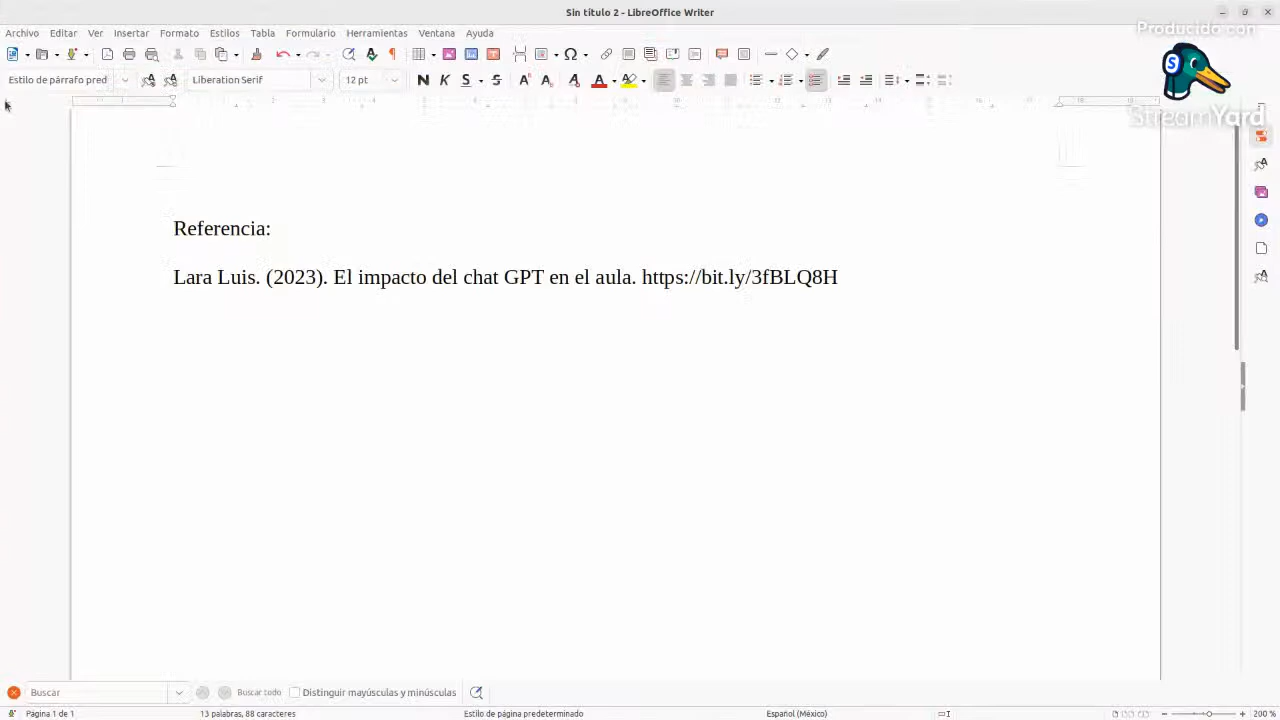 Sin título 2 - LibreOffice Writer
Producido con
StreamYard
Archivo Editar Ver Insertar Formato Estilos Tabla Formulario Herramientas Ventana Ayuda
Estilo de párrafo pred Liberation Serif 12 pt
Referencia:
Lara Luis. (2023). El impacto del chat GPT en el aula. https://bit.ly/3fBLQ8H
Buscar Buscar todo Distinguir mayúsculas y minúsculas
Página 1 de 1 13 palabras, 88 caracteres Estilo de página predeterminado Español (México) 200 %